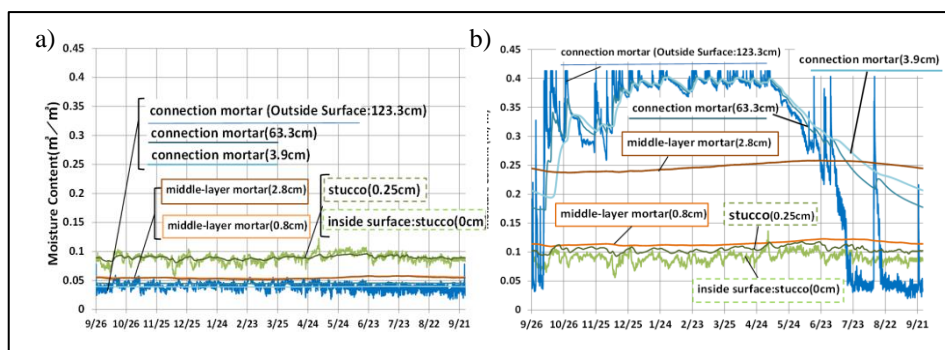 a)
0.45
0.4
0.35
0.3
0.25
0.2
0.15
0.1
0.05
0
Moisture Content(㎥/㎥)
connection mortar (Outside Surface:123.3cm)
connection mortar(63.3cm)
connection mortar(3.9cm)
middle-layer mortar(2.8cm)
middle-layer mortar(0.8cm)
stucco(0.25cm)
inside surface:stucco(0cm)
9/26 10/26 11/25 12/25 1/24 2/23 3/25 4/24 5/24 6/23 7/23 8/22 9/21
b)
0.45
0.4
0.35
0.3
0.25
0.2
0.15
0.1
0.05
0
connection mortar (Outside Surface:123.3cm)
connection mortar(3.9cm)
connection mortar(63.3cm)
middle-layer mortar(2.8cm)
middle-layer mortar(0.8cm)
stucco(0.25cm)
inside surface:stucco(0cm)
9/26 10/26 11/25 12/25 1/24 2/23 3/25 4/24 5/24 6/23 7/23 8/22 9/21